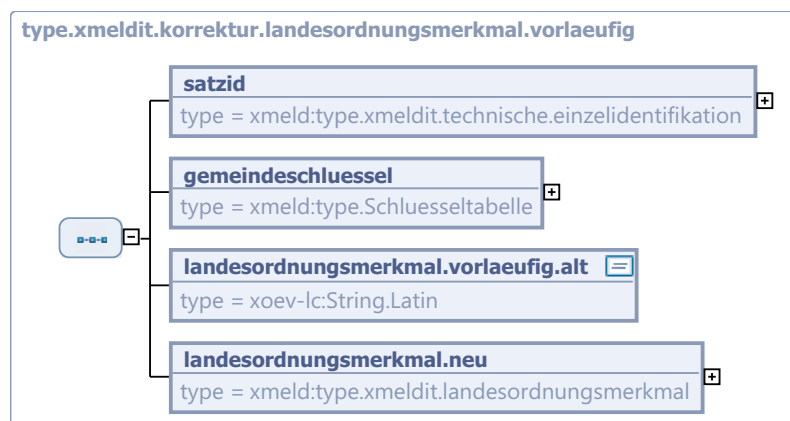 type.xmeldit.korrektur.landesordnungsmerkmal.vorlaeufig
satzid
type = xmeld:type.xmeldit.technische.einzelidentifikation
gemeindeschluessel
type = xmeld:type.Schluesseltabelle
landesordnungsmerkmal.vorlaeufig.alt
type = xoev-lc:String.Latin
landesordnungsmerkmal.neu
type = xmeld:type.xmeldit.landesordnungsmerkmal